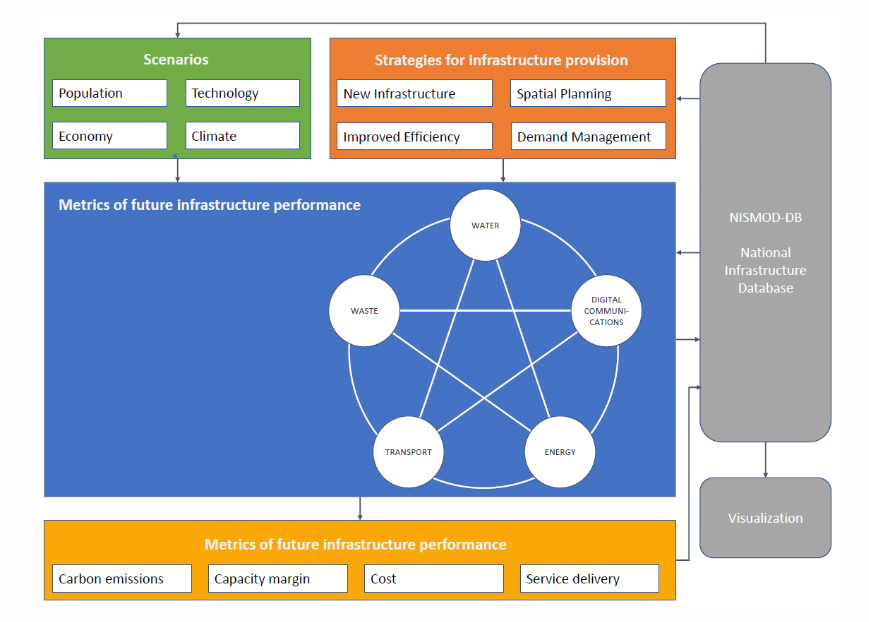 Scenarios
Population
Technology
Economy
Climate
Strategies for infrastructure provision
New Infrastructure
Spatial Planning
Improved Efficiency
Demand Management
NISMOD-DB
National
Infrastructure
Database
Metrics of future infrastructure performance
WATER
WASTE
DIGITAL
COMMUNI-
CATIONS
TRANSPORT
ENERGY
Visualization
Metrics of future infrastructure performance
Carbon emissions
Capacity margin
Cost
Service delivery